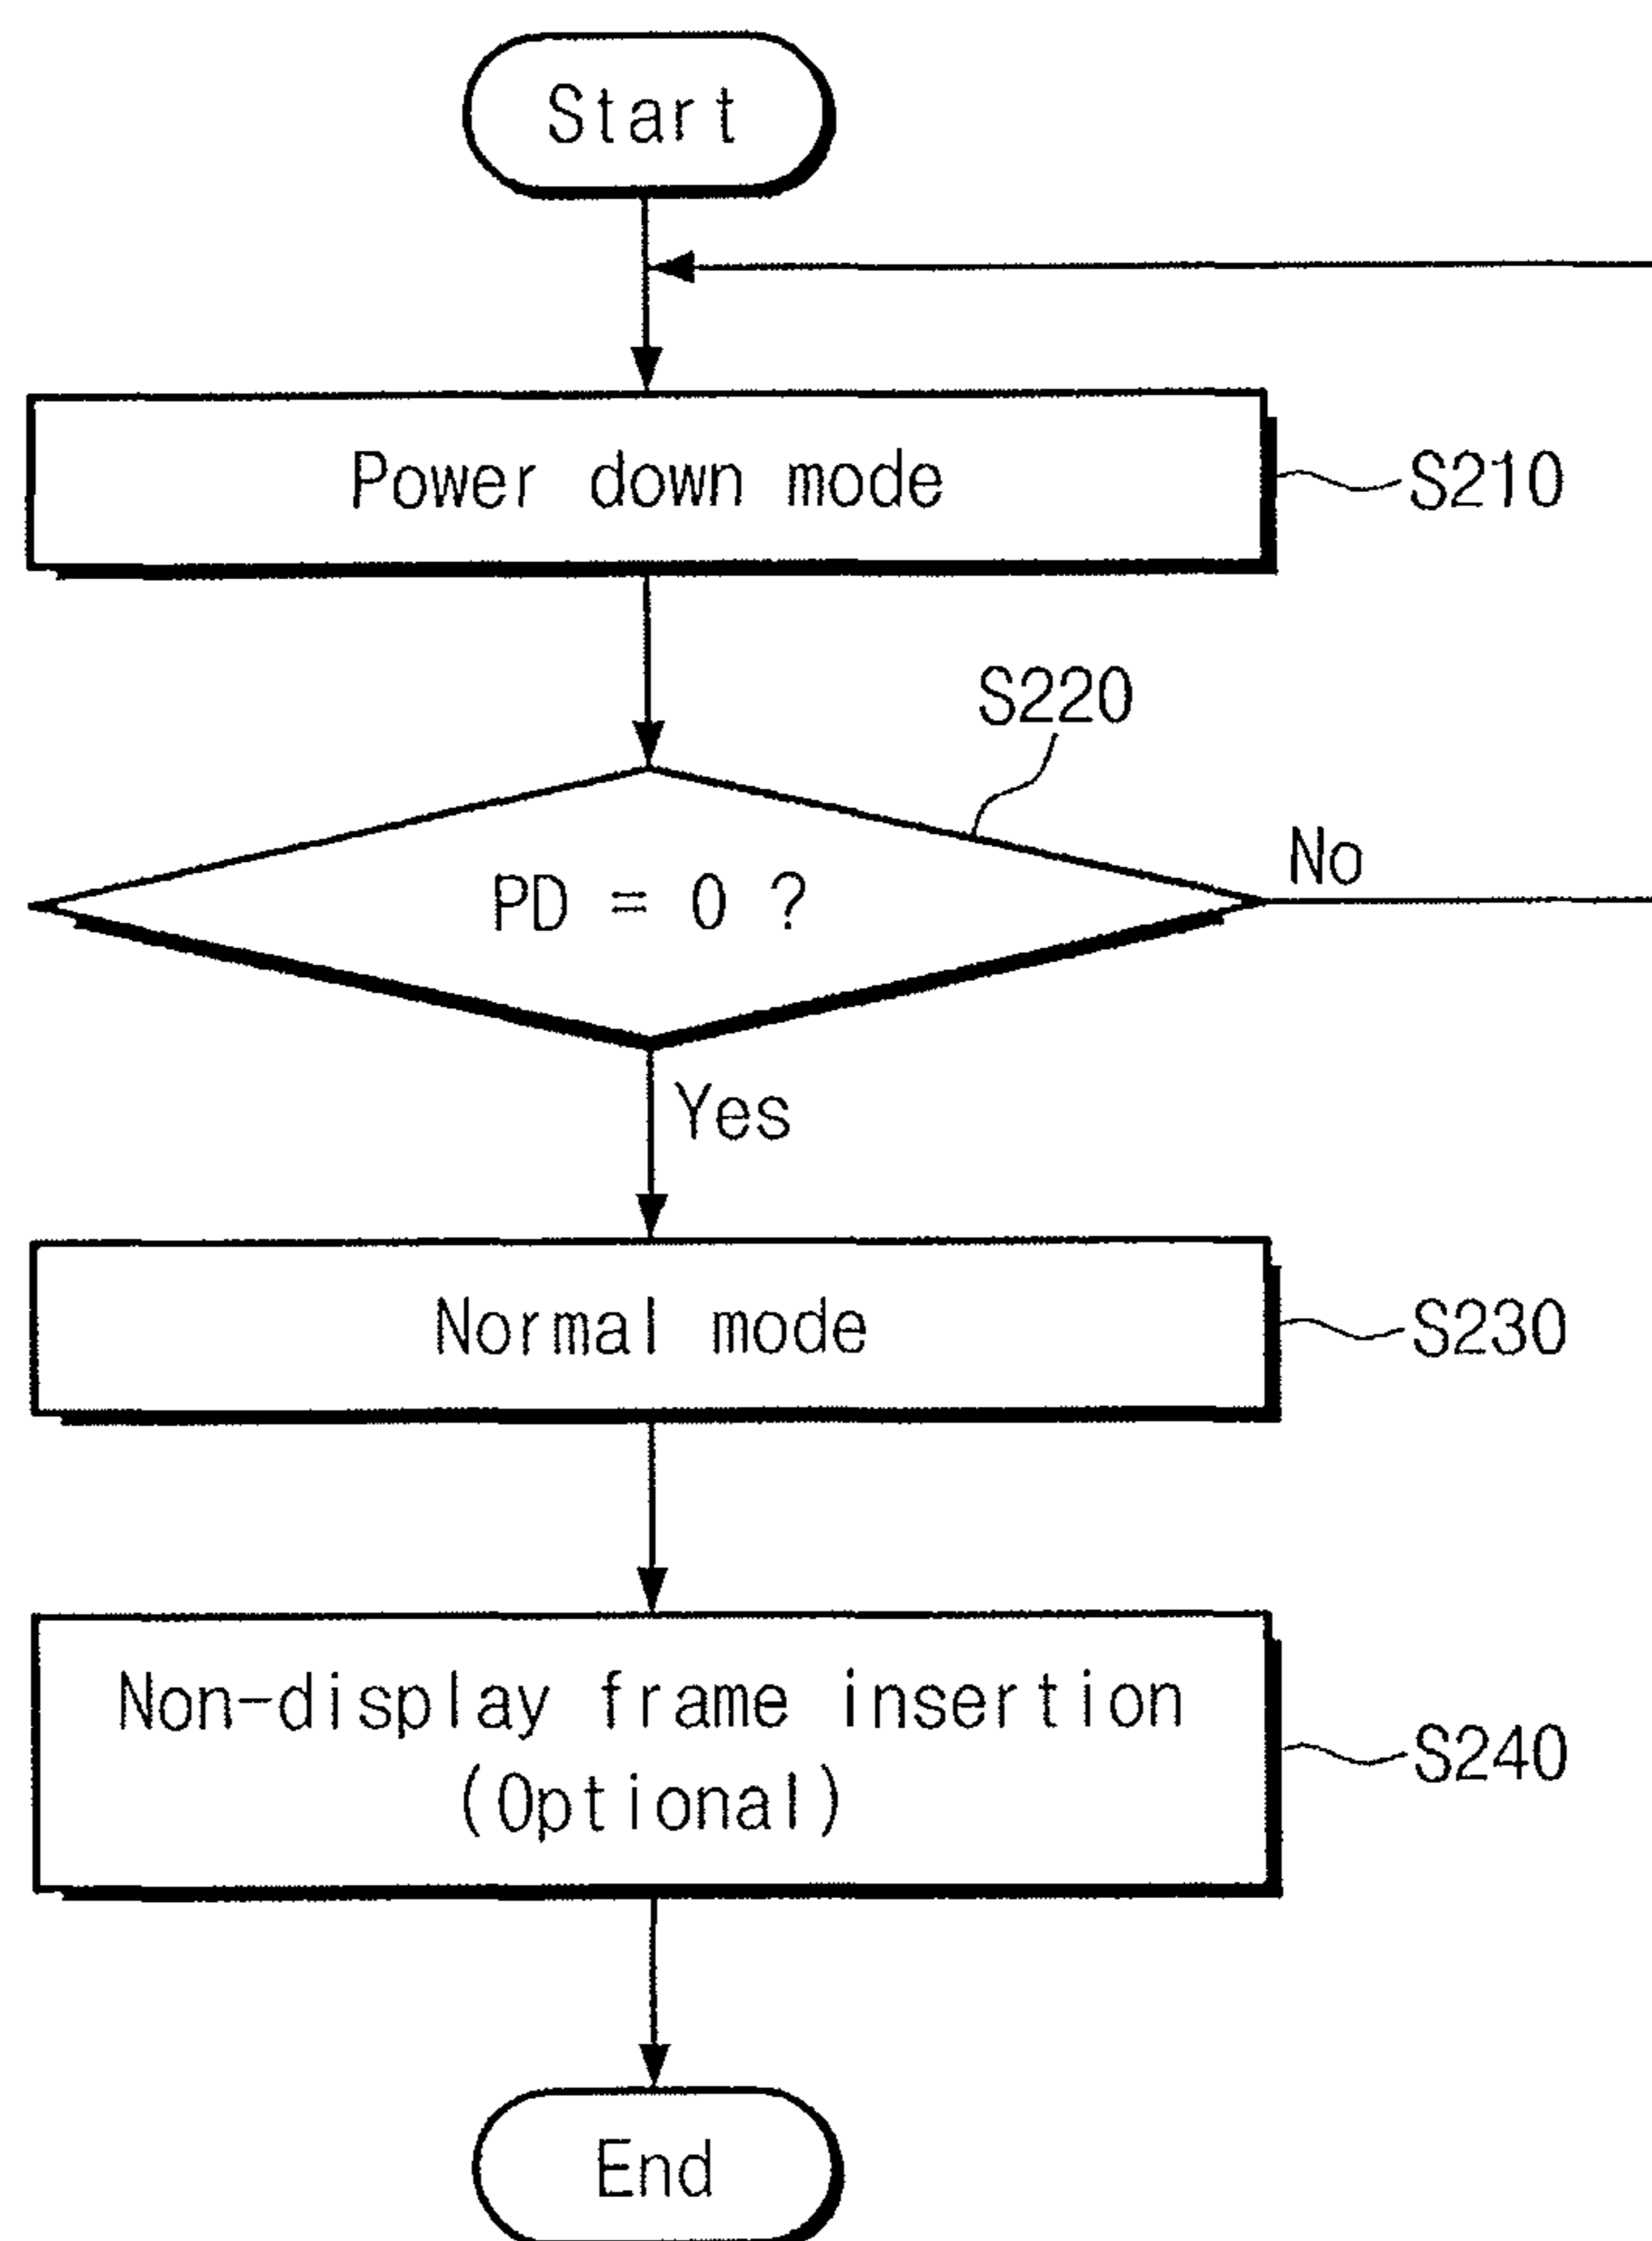 Start
Power down mode
S210
S220
PD = 0 ?
No
Yes
Normal mode
S230
Non-display frame insertion
(Optional)
S240
End